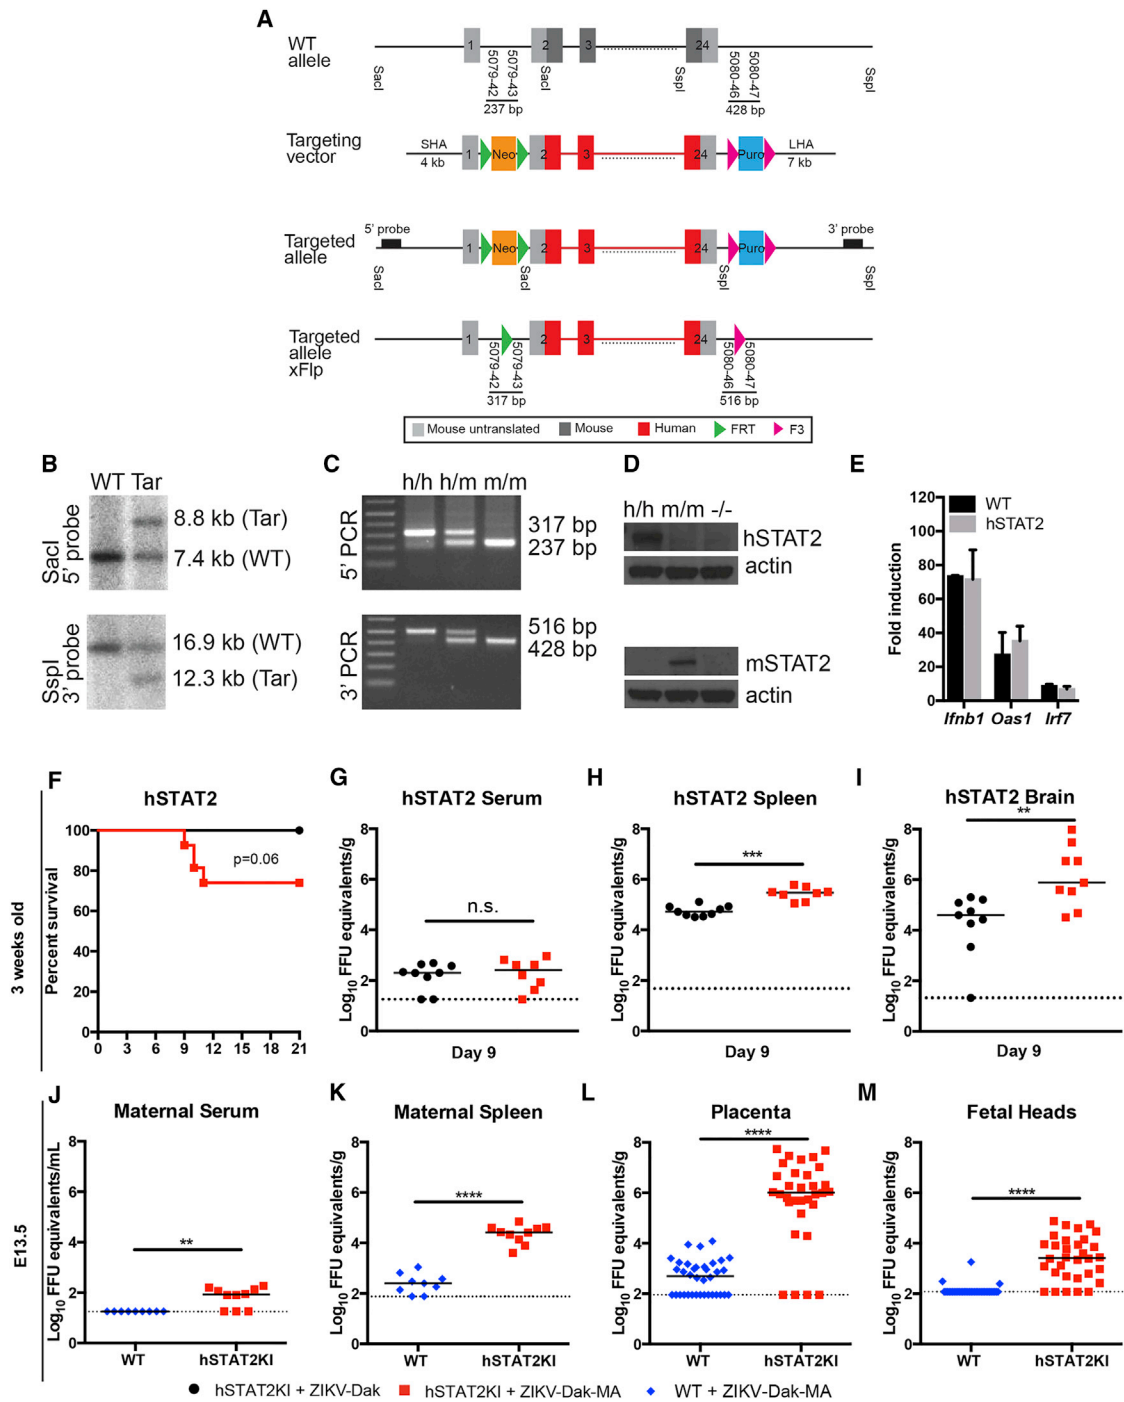 A
WT
allele
1
2
3
24
SacI
5079-42
5079-43
237 bp
SacI
SspI
5080-46
5080-47
428 bp
SspI
Targeting
vector
SHA
4 kb
1
Neo
2
3
24
Puro
LHA
7 kb
5' probe
3' probe
Targeted
allele
1
Neo
2
3
24
Puro
SacI
SacI
SspI
SspI
Targeted
allele
xFlp
1
2
3
24
5079-42
5079-43
317 bp
5080-46
5080-47
516 bp
Mouse untranslated
Mouse
Human
FRT
F3
B
WT Tar
SacI
5' probe
8.8 kb (Tar)
7.4 kb (WT)
SspI
3' probe
16.9 kb (WT)
12.3 kb (Tar)
C
h/h h/m m/m
5' PCR
317 bp
237 bp
3' PCR
516 bp
428 bp
D
h/h m/m -/-
hSTAT2
actin
mSTAT2
actin
E
Fold induction
120
100
80
60
40
20
0
WT
hSTAT2
Ifnb1 Oas1 Irf7
3 weeks old
F
hSTAT2
Percent survival
100
80
60
40
20
0
p=0.06
0 3 6 9 12 15 18 21
G
hSTAT2 Serum
Log10 FFU equivalents/g
8
6
4
2
0
n.s.
Day 9
H
hSTAT2 Spleen
Log10 FFU equivalents/g
8
6
4
2
0
***
Day 9
I
hSTAT2 Brain
Log10 FFU equivalents/g
8
6
4
2
0
**
Day 9
E13.5
J
Maternal Serum
Log10 FFU equivalents/mL
8
6
4
2
0
**
WT hSTAT2KI
K
Maternal Spleen
Log10 FFU equivalents/g
8
6
4
2
0
****
WT hSTAT2KI
L
Placenta
Log10 FFU equivalents/g
8
6
4
2
0
****
WT hSTAT2KI
M
Fetal Heads
Log10 FFU equivalents/g
8
6
4
2
0
****
WT hSTAT2KI
hSTAT2KI + ZIKV-Dak
hSTAT2KI + ZIKV-Dak-MA
WT + ZIKV-Dak-MA